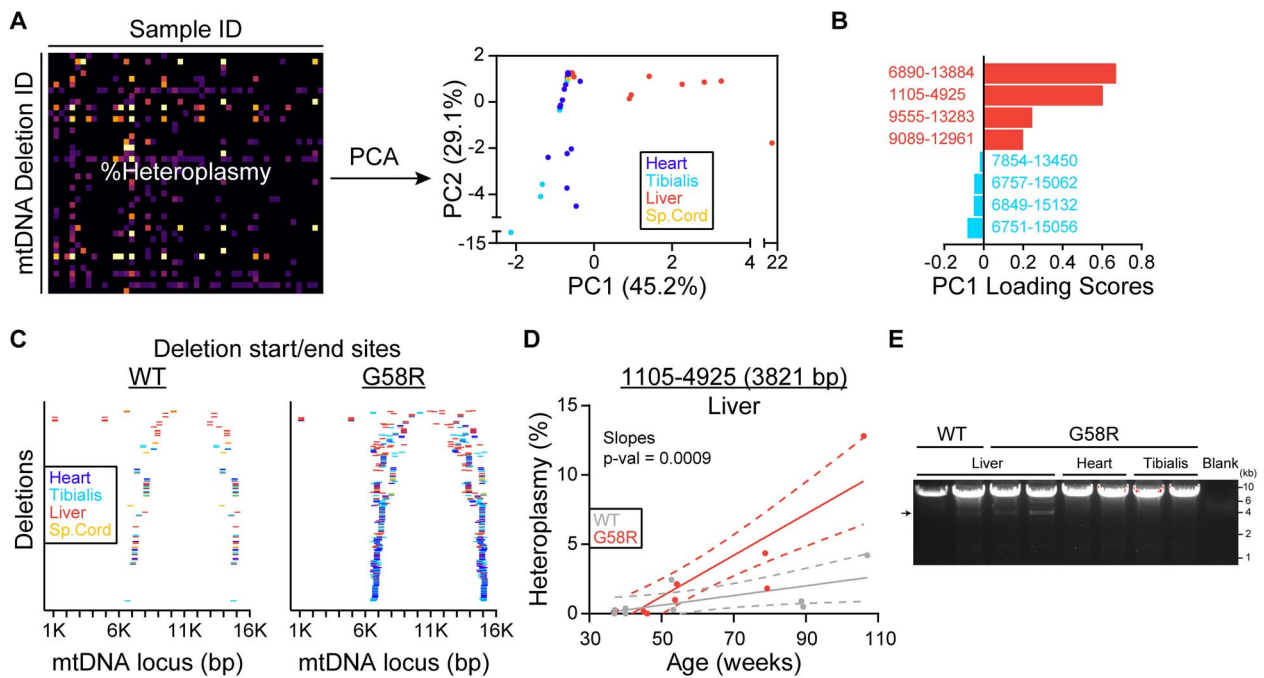 A
Sample ID
mtDNA Deletion ID
%Heteroplasmy
PCA
PC2 (29.1%)
2
0
-2
-4
-15
Heart
Tibialis
Liver
Sp.Cord
-2
0
2
4
22
PC1 (45.2%)
B
6890-13884
1105-4925
9555-13283
9089-12961
7854-13450
6757-15062
6849-15132
6751-15056
-0.2
0
0.2
0.4
0.6
0.8
PC1 Loading Scores
C
Deletion start/end sites
WT
G58R
Deletions
Heart
Tibialis
Liver
Sp.Cord
1K
6K
11K
16K
1K
6K
11K
16K
mtDNA locus (bp)
mtDNA locus (bp)
D
1105-4925 (3821 bp)
Liver
Heteroplasmy (%)
15
10
5
0
Slopes
p-val = 0.0009
WT
G58R
30
50
70
90
110
Age (weeks)
E
WT
G58R
Liver
Heart
Tibialis
Blank
(kb)
10
6
4
2
1